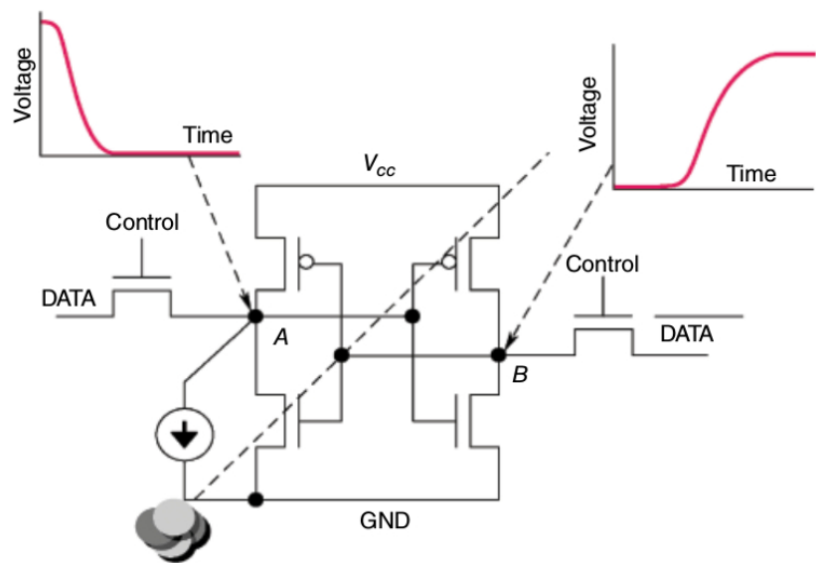 Voltage
Time
Voltage
Time
Vcc
Control
Control
DATA
A
DATA
B
GND